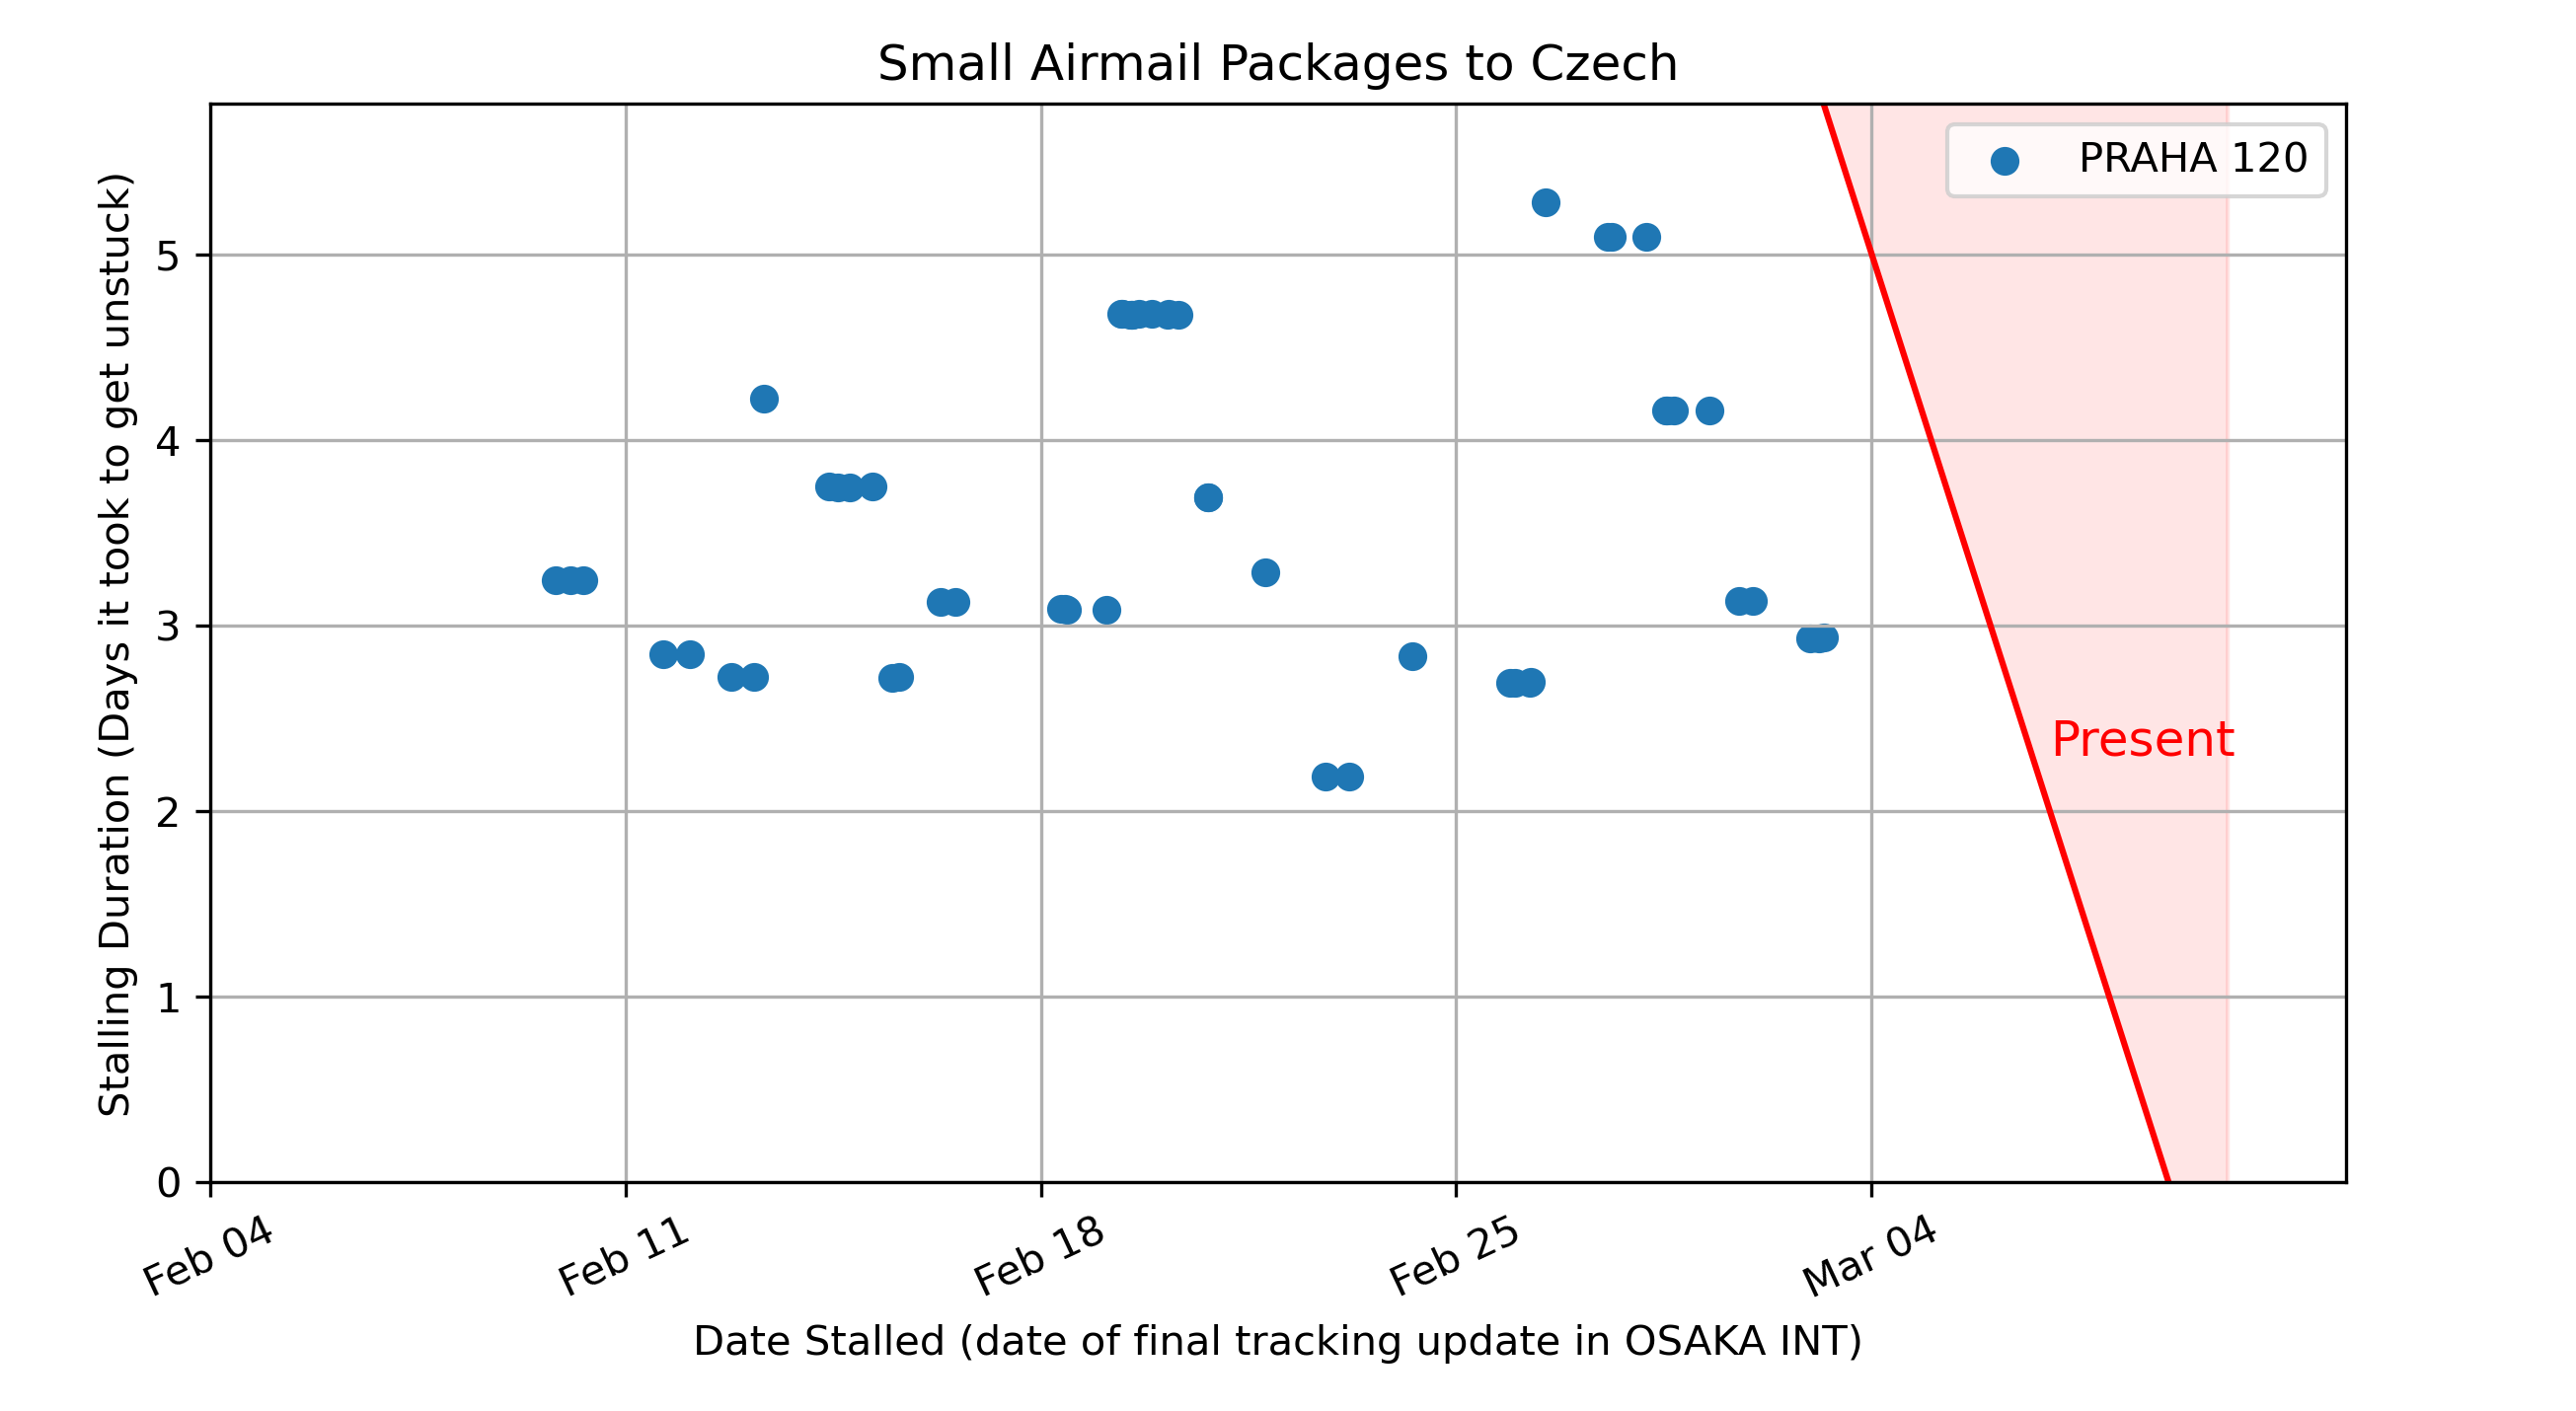 Small Airmail Packages to Czech
PRAHA 120
Stalling Duration (Days it took to get unstuck)
5
4
3
2
1
0
Present
Feb 04
Feb 11
Feb 18
Feb 25
Mar 04
Date Stalled (date of final tracking update in OSAKA INT)